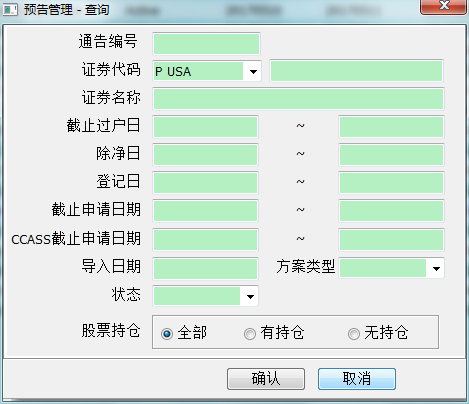 预告管理 - 查询
通告编号
证券代码 P USA
证券名称
截止过户日 ~
除净日 ~
登记日 ~
截止申请日期 ~
CCASS截止申请日期 ~
导入日期 方案类型
状态
股票持仓 全部 有持仓 无持仓
确认 取消